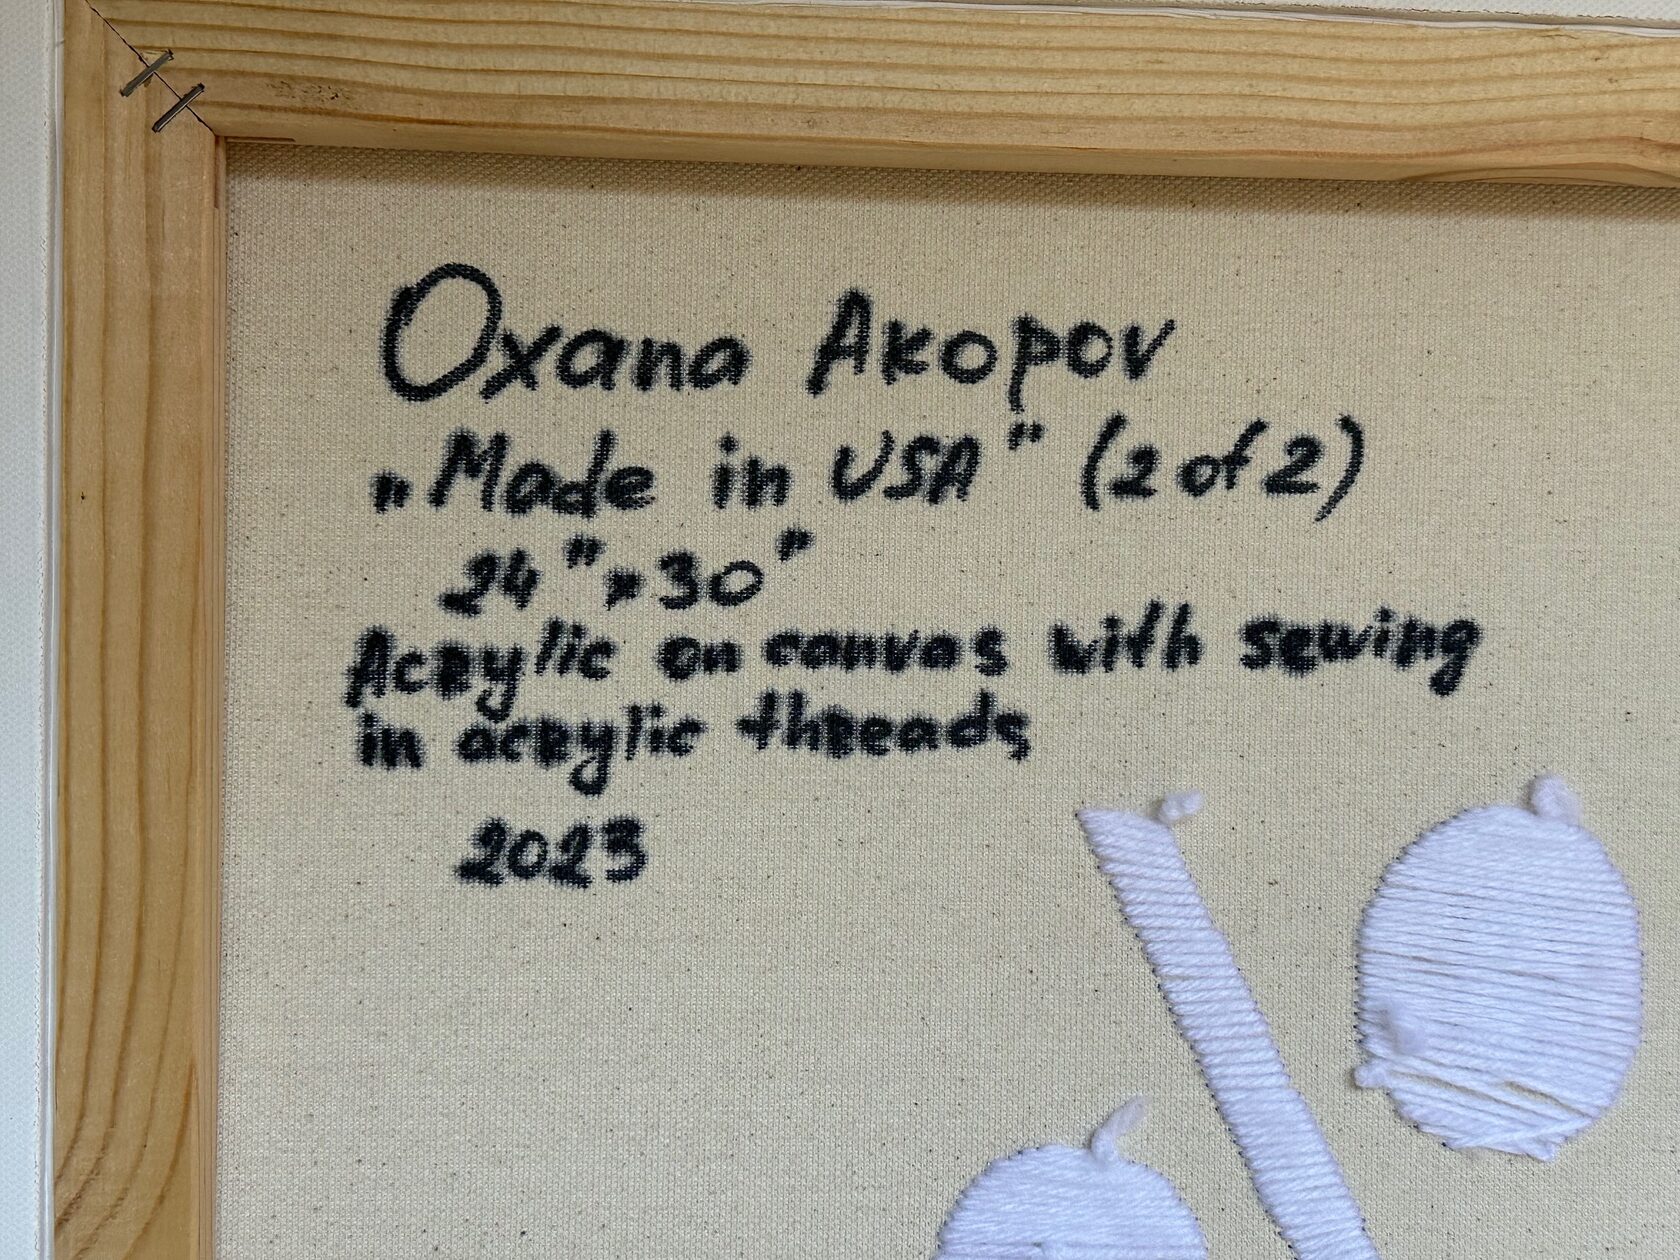 Oxana Akopov
„Made in USA" (2 of 2)
24"x30"
Acrylic on canvas with sewing
in acrylic threads
2023